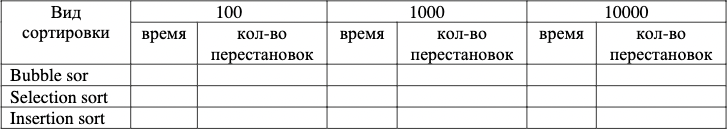 Вид 100 1000 10000
сортировки время кол-во время кол-во время кол-во
перестановок перестановок перестановок
Bubble sor
Selection sort
Insertion sort